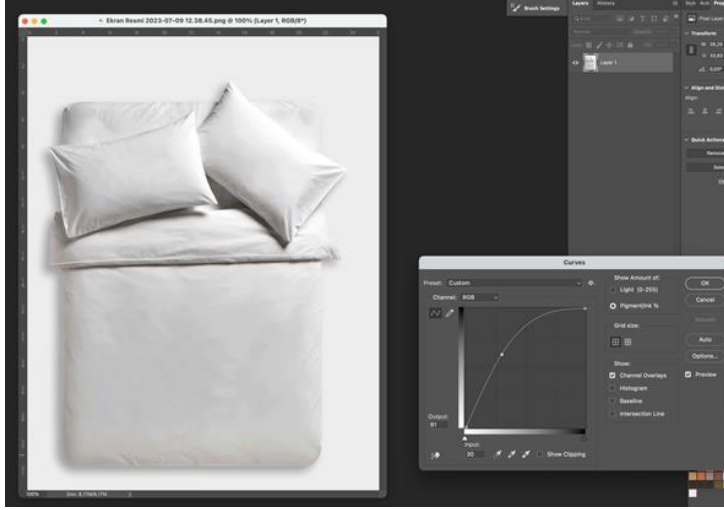 Ekran Resmi 2023-07-09 12.38.45.png @ 100% (Layer 1, RGB/8*)
Brush Settings
Layers
History
Pixel Layer
Transform
Layer 1
Align and Dis
Align:
Quick Actions
Curves
Preset: Custom
Channel: RGB
Show Amount of:
Light (0-255)
Pigment/Ink %
Grid size:
Show:
Channel Overlays
Histogram
Baseline
Intersection Line
OK
Cancel
Auto
Options...
Preview
Output:
81
Input:
30
Show Clipping
100%